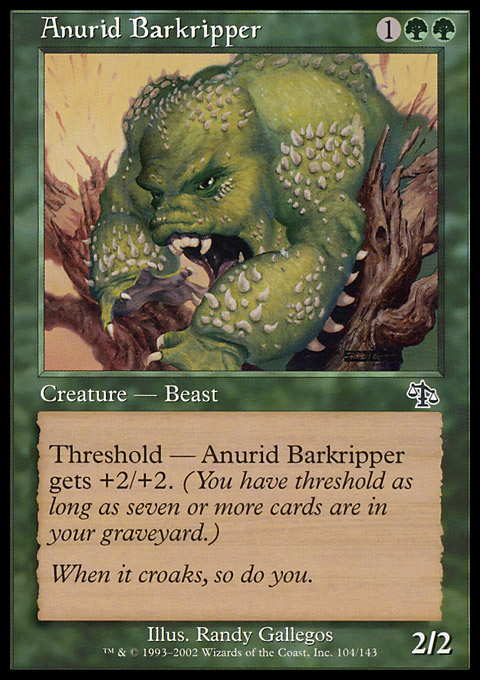 Anurid Barkripper 1
Creature — Beast
Threshold — Anurid Barkripper
gets +2/+2. (You have threshold as
long as seven or more cards are in
your graveyard.)
When it croaks, so do you.
Illus. Randy Gallegos
™ & © 1993–2002 Wizards of the Coast, Inc. 104/143
2/2